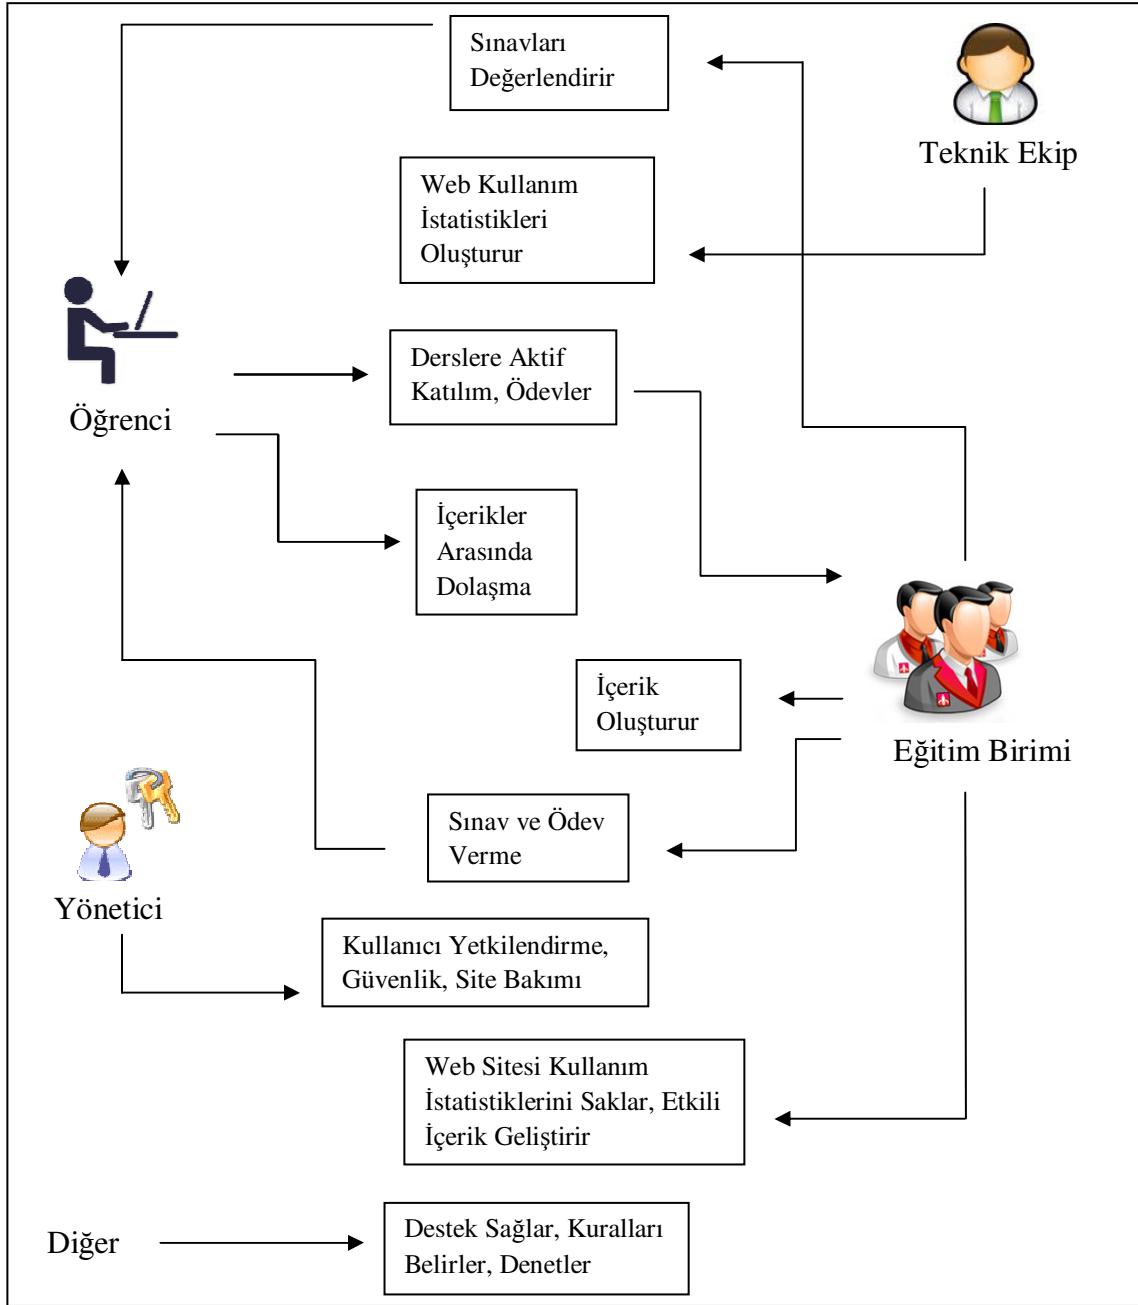 Sınavları
Değerlendirir
Teknik Ekip
Web Kullanım
İstatistikleri
Oluşturur
Derslere Aktif
Katılım, Ödevler
Öğrenci
İçerikler
Arasında
Dolaşma
İçerik
Oluşturur
Eğitim Birimi
Sınav ve Ödev
Verme
Yönetici
Kullanıcı Yetkilendirme,
Güvenlik, Site Bakımı
Web Sitesi Kullanım
İstatistiklerini Saklar, Etkili
İçerik Geliştirir
Diğer
Destek Sağlar, Kuralları
Belirler, Denetler